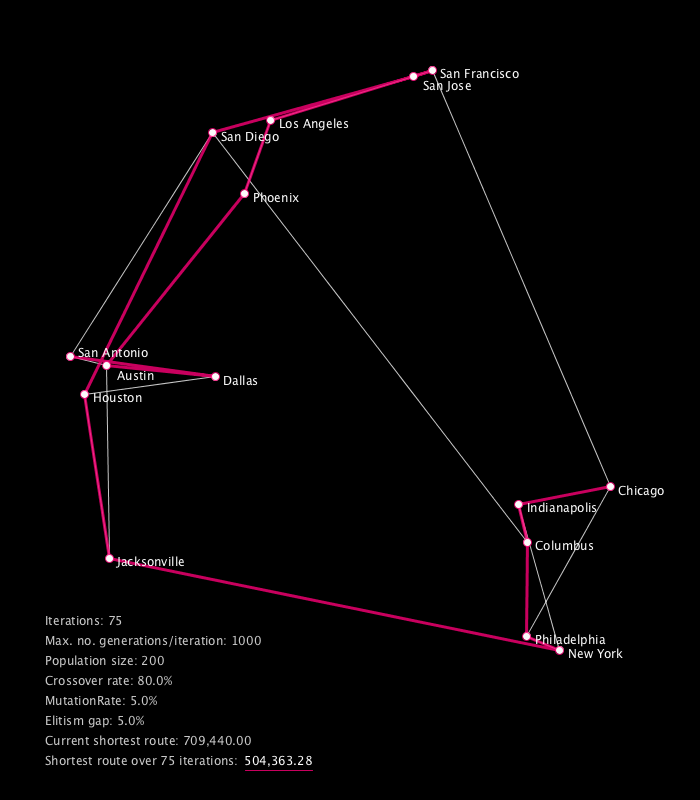 San Francisco
San Jose
Los Angeles
San Diego
Phoenix
San Antonio
Austin
Dallas
Houston
Chicago
Indianapolis
Columbus
Jacksonville
Philadelphia
New York
Iterations: 75
Max. no. generations/iteration: 1000
Population size: 200
Crossover rate: 80.0%
MutationRate: 5.0%
Elitism gap: 5.0%
Current shortest route: 709,440.00
Shortest route over 75 iterations: 504,363.28